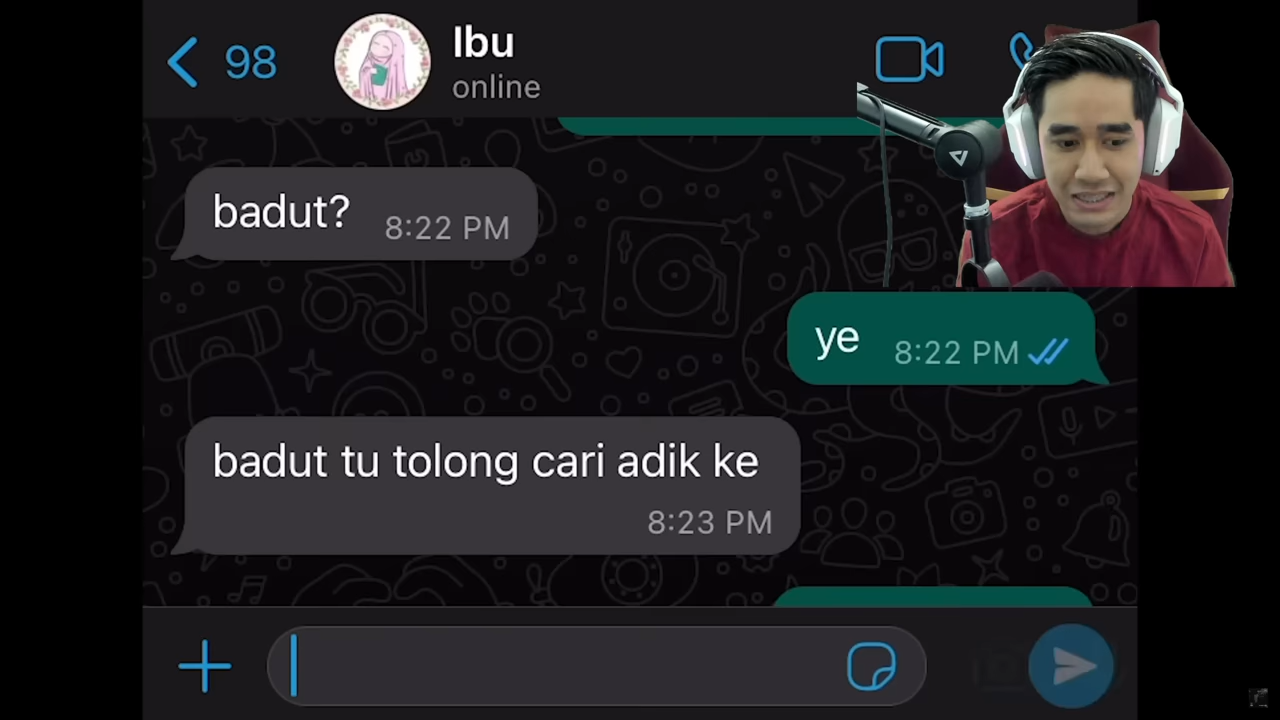 98
Ibu
online
badut?
8:22 PM
ye
8:22 PM
badut tu tolong cari adik ke
8:23 PM